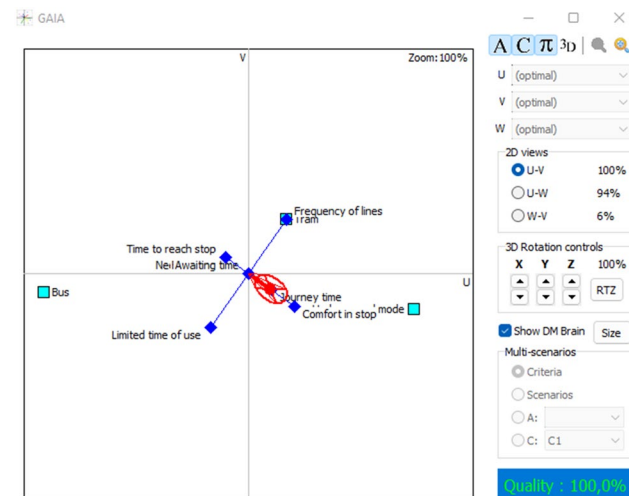 GAIA
V
Zoom: 100%
A C π 3D
U (optimal)
V (optimal)
W (optimal)
2D views
U-V 100%
U-W 94%
W-V 6%
3D Rotation controls
X Y Z 100%
RTZ
Show DM Brain Size
Multi-scenarios
Criteria
Scenarios
A:
C: C1
Quality : 100,0%
Frequency of lines
Tram
Time to reach stop
Awaiting time
U
Bus
Journey time
mode
Comfort in stop
Limited time of use